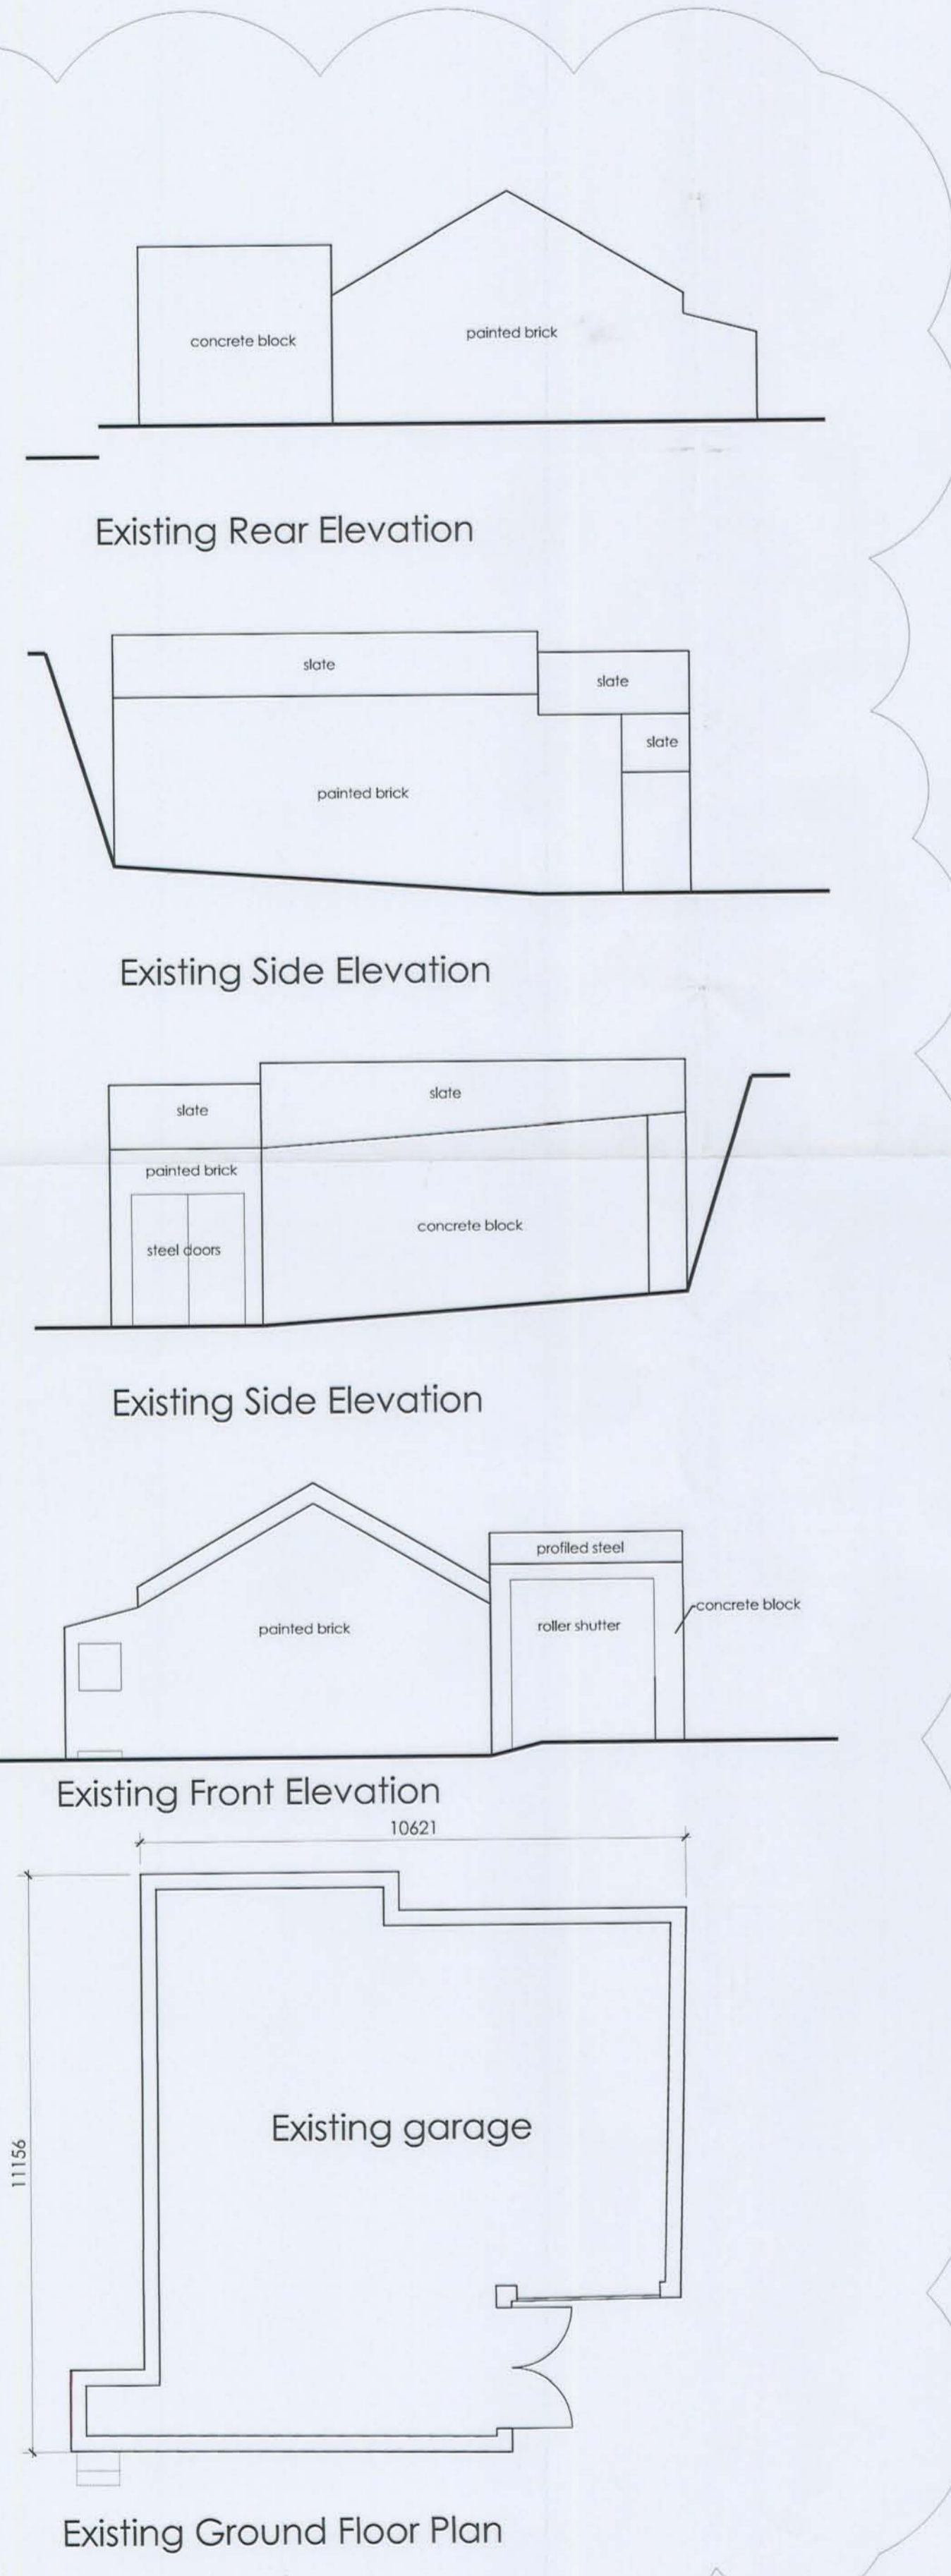 concrete block
painted brick
Existing Rear Elevation
slate
slate
slate
painted brick
Existing Side Elevation
slate
slate
painted brick
concrete block
steel doors
Existing Side Elevation
profiled steel
concrete block
painted brick
roller shutter
Existing Front Elevation
10621
Existing garage
11156
Existing Ground Floor Plan